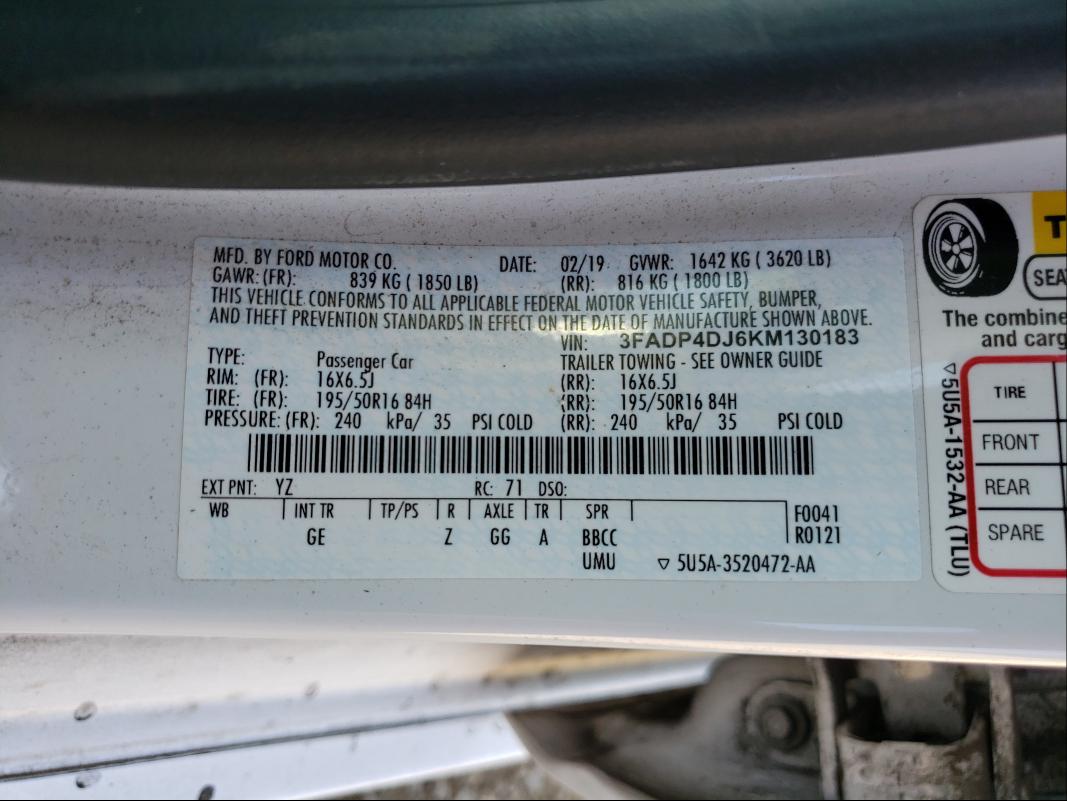 MFD. BY FORD MOTOR CO. DATE: 02/19 GVWR: 1642 KG ( 3620 LB)
GAWR: (FR): 839 KG ( 1850 LB) (RR): 816 KG ( 1800 LB)
THIS VEHICLE CONFORMS TO ALL APPLICABLE FEDERAL MOTOR VEHICLE SAFETY, BUMPER,
AND THEFT PREVENTION STANDARDS IN EFFECT ON THE DATE OF MANUFACTURE SHOWN ABOVE.
VIN: 3FADP4DJ6KM130183
TYPE: Passenger Car TRAILER TOWING - SEE OWNER GUIDE
RIM: (FR): 16X6.5J (RR): 16X6.5J
TIRE: (FR): 195/50R16 84H (RR): 195/50R16 84H
PRESSURE: (FR): 240 kPa/ 35 PSI COLD (RR): 240 kPa/ 35 PSI COLD
EXT PNT: YZ RC: 71 DSO:
WB INT TR TP/PS R AXLE TR SPR F0041
GE Z GG A BBCC R0121
UMU ▽ 5U5A-3520472-AA
T
SEA
The combine
and carg
TIRE
FRONT
REAR
SPARE
▽5U5A-1532-AA (TLU)